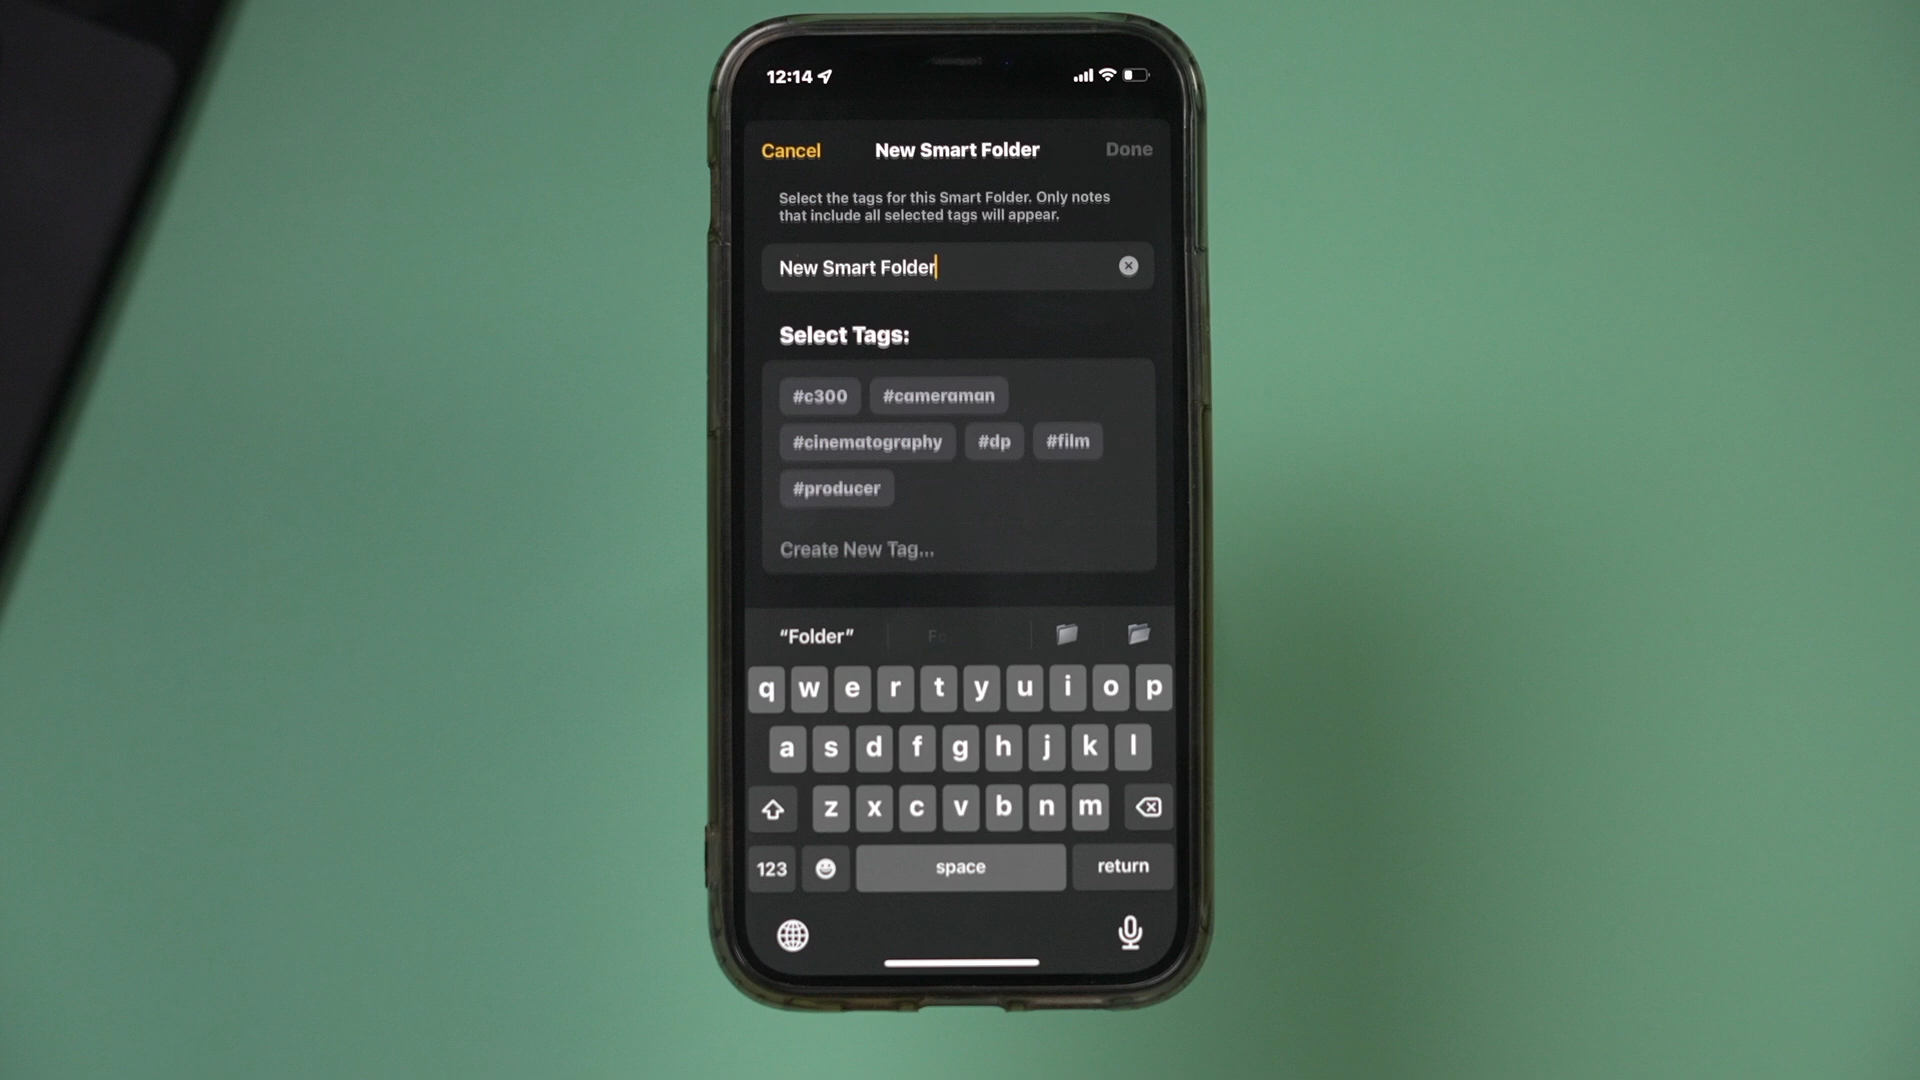 12:14
Cancel New Smart Folder Done
Select the tags for this Smart Folder. Only notes
that include all selected tags will appear.
New Smart Folder
Select Tags:
#c300 #cameraman
#cinematography #dp #film
#producer
Create New Tag...
“Folder” Fo
q w e r t y u i o p
a s d f g h j k l
z x c v b n m
123 space return